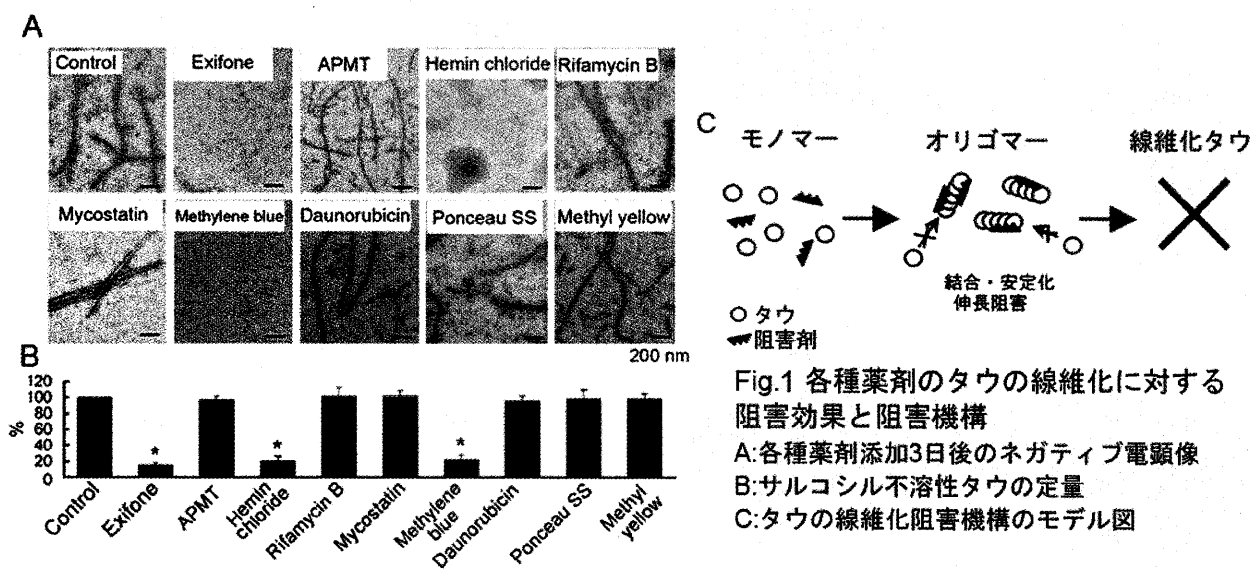 A
Control
Exifone
APMT
Hemin chloride
Rifamycin B
Mycostatin
Methylene blue
Daunorubicin
Ponceau SS
Methyl yellow
200 nm
B
%
120
100
80
60
40
20
0
*
*
*
Control
Exifone
APMT
Hemin
chloride
Rifamycin B
Mycostatin
Methylene
blue
Daunorubicin
Ponceau SS
Methyl
yellow
C
モノマー
オリゴマー
線維化タウ
結合・安定化
伸長阻害
タウ
阻害剤
Fig.1 各種薬剤のタウの線維化に対する
阻害効果と阻害機構
A:各種薬剤添加3日後のネガティブ電顕像
B:サルコシル不溶性タウの定量
C:タウの線維化阻害機構のモデル図